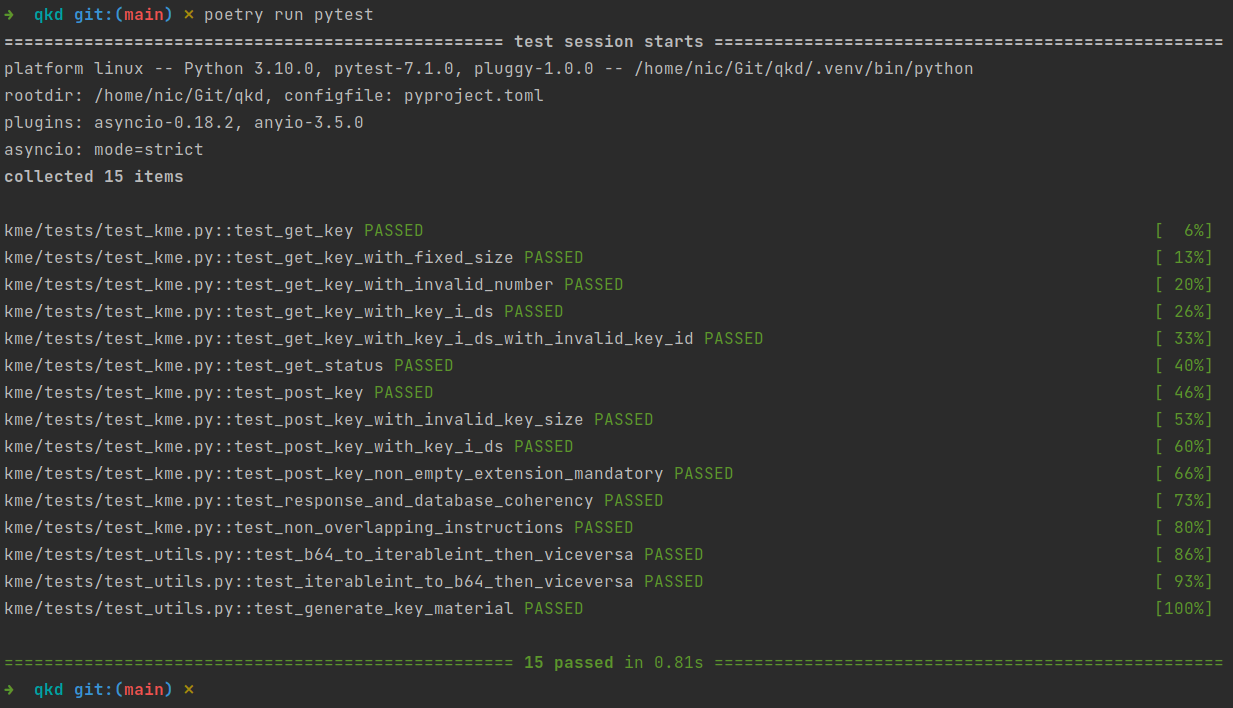 → qkd git:(main) ✗ poetry run pytest
================================================== test session starts ===================================================
platform linux -- Python 3.10.0, pytest-7.1.0, pluggy-1.0.0 -- /home/nic/Git/qkd/.venv/bin/python
rootdir: /home/nic/Git/qkd, configfile: pyproject.toml
plugins: asyncio-0.18.2, anyio-3.5.0
asyncio: mode=strict
collected 15 items
kme/tests/test_kme.py::test_get_key PASSED [  6%]
kme/tests/test_kme.py::test_get_key_with_fixed_size PASSED [ 13%]
kme/tests/test_kme.py::test_get_key_with_invalid_number PASSED [ 20%]
kme/tests/test_kme.py::test_get_key_with_key_i_ds PASSED [ 26%]
kme/tests/test_kme.py::test_get_key_with_key_i_ds_with_invalid_key_id PASSED [ 33%]
kme/tests/test_kme.py::test_get_status PASSED [ 40%]
kme/tests/test_kme.py::test_post_key PASSED [ 46%]
kme/tests/test_kme.py::test_post_key_with_invalid_key_size PASSED [ 53%]
kme/tests/test_kme.py::test_post_key_with_key_i_ds PASSED [ 60%]
kme/tests/test_kme.py::test_post_key_non_empty_extension_mandatory PASSED [ 66%]
kme/tests/test_kme.py::test_response_and_database_coherency PASSED [ 73%]
kme/tests/test_kme.py::test_non_overlapping_instructions PASSED [ 80%]
kme/tests/test_utils.py::test_b64_to_iterableint_then_viceversa PASSED [ 86%]
kme/tests/test_utils.py::test_iterableint_to_b64_then_viceversa PASSED [ 93%]
kme/tests/test_utils.py::test_generate_key_material PASSED [100%]
=================================================== 15 passed in 0.81s ===================================================
→ qkd git:(main) ✗